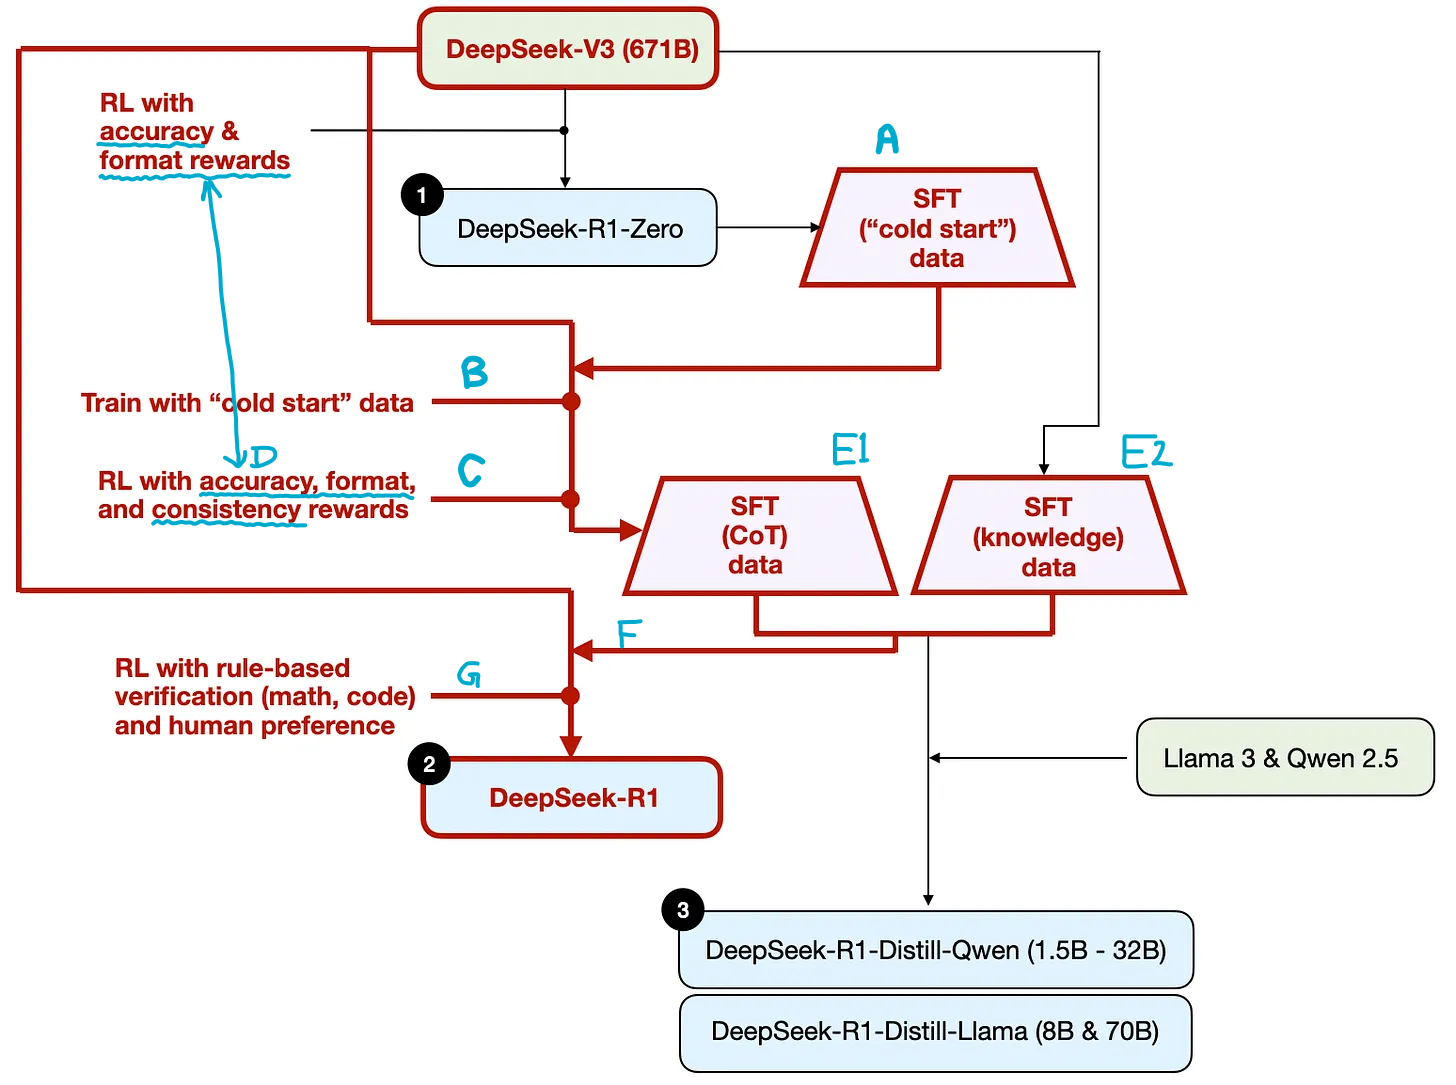 DeepSeek-V3 (671B)
RL with
accuracy &
format rewards
A
1
DeepSeek-R1-Zero
SFT
(“cold start”)
data
B
Train with “cold start” data
D
C
RL with accuracy, format,
and consistency rewards
E1
SFT
(CoT)
data
E2
SFT
(knowledge)
data
F
RL with rule-based
verification (math, code)
and human preference
G
2
DeepSeek-R1
Llama 3 & Qwen 2.5
3
DeepSeek-R1-Distill-Qwen (1.5B - 32B)
DeepSeek-R1-Distill-Llama (8B & 70B)